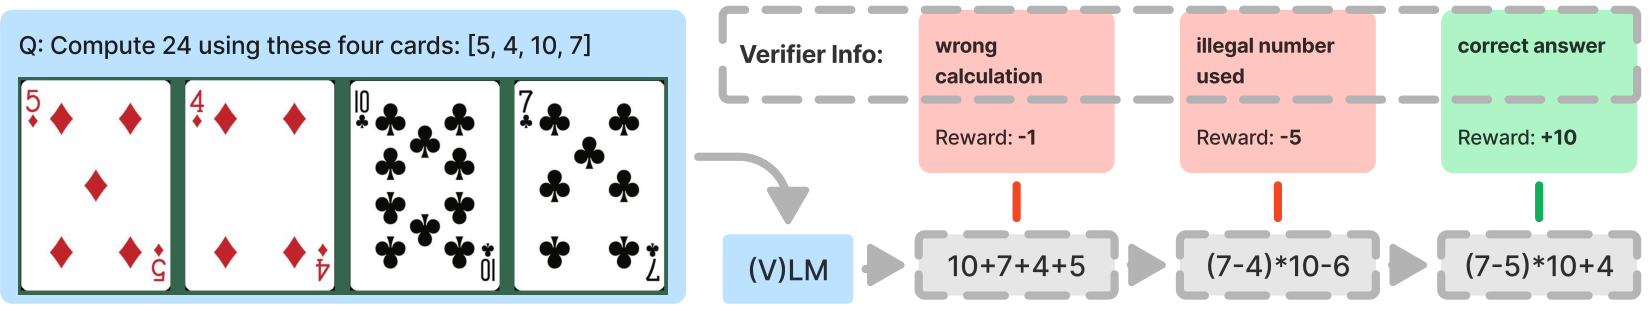 Q: Compute 24 using these four cards: [5, 4, 10, 7]
5
5
4
4
10
10
7
7
Verifier Info:
wrong
calculation
Reward: -1
illegal number
used
Reward: -5
correct answer
Reward: +10
(V)LM
10+7+4+5
(7-4)*10-6
(7-5)*10+4